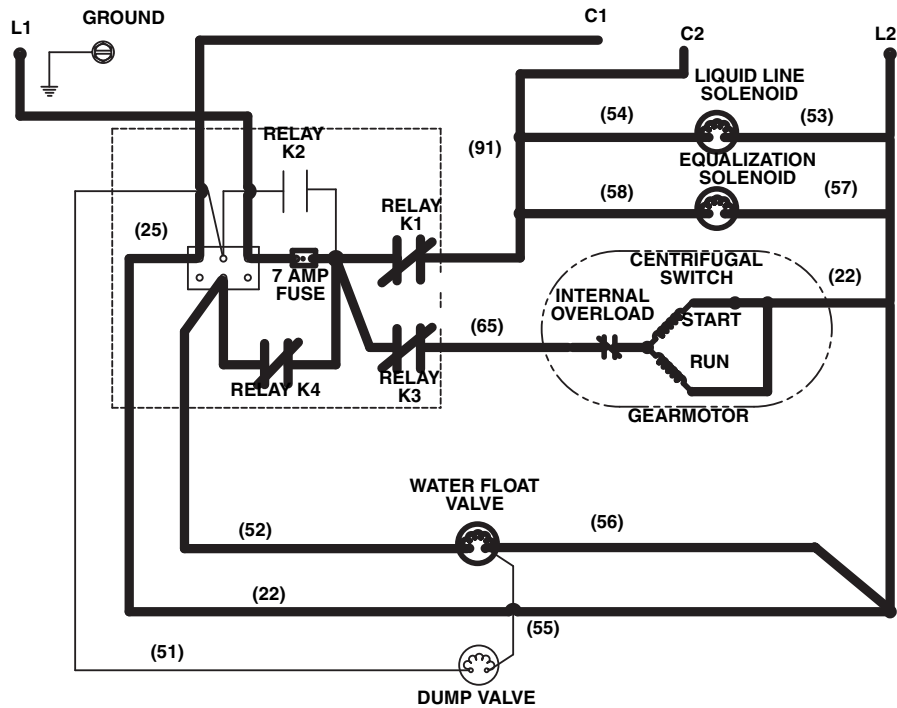 GROUND
L1
C1
C2
L2
LIQUID LINE
SOLENOID
(54)
(53)
RELAY
K2
(91)
EQUALIZATION
SOLENOID
(58)
(57)
RELAY
K1
(25)
7 AMP
FUSE
CENTRIFUGAL
SWITCH
(22)
INTERNAL
OVERLOAD
START
(65)
RUN
RELAY K4
RELAY
K3
GEARMOTOR
WATER FLOAT
VALVE
(52)
(56)
(22)
(55)
(51)
DUMP VALVE